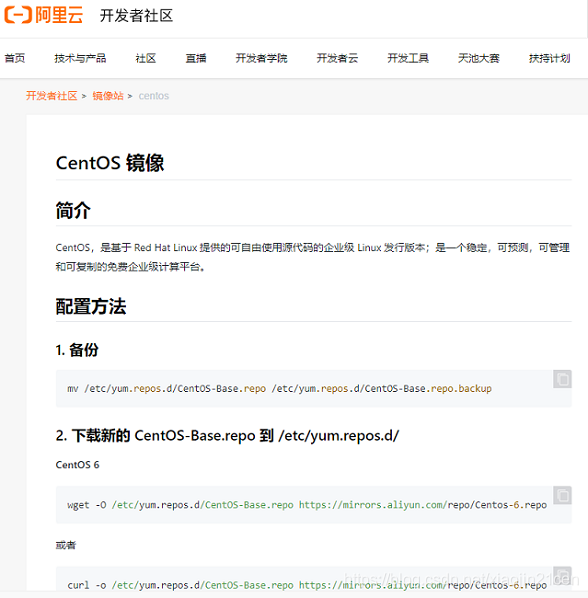 阿里云 开发者社区
首页 技术与产品 社区 直播 开发者学院 开发者云 开发工具 天池大赛 扶持计划
开发者社区 > 镜像站 > centos
CentOS 镜像
简介
CentOS，是基于 Red Hat Linux 提供的可自由使用源代码的企业级 Linux 发行版本；是一个稳定，可预测，可管理
和可复制的免费企业级计算平台。
配置方法
1. 备份
mv /etc/yum.repos.d/CentOS-Base.repo /etc/yum.repos.d/CentOS-Base.repo.backup
2. 下载新的 CentOS-Base.repo 到 /etc/yum.repos.d/
CentOS 6
wget -O /etc/yum.repos.d/CentOS-Base.repo https://mirrors.aliyun.com/repo/Centos-6.repo
或者
curl -o /etc/yum.repos.d/CentOS-Base.repo https://mirrors.aliyun.com/repo/Centos-6.repo